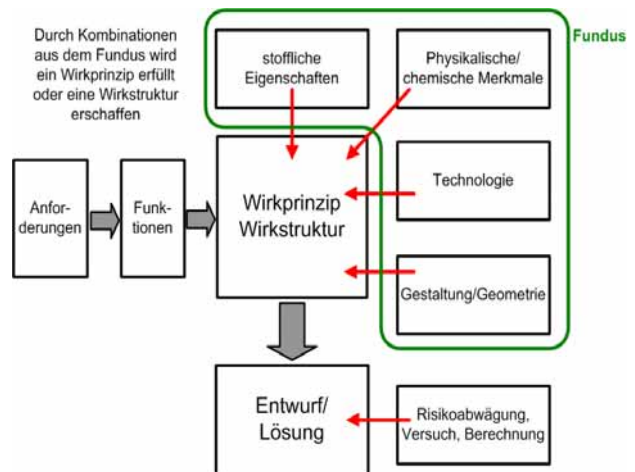 Durch Kombinationen
aus dem Fundus wird
ein Wirkprinzip erfüllt
oder eine Wirkstruktur
erschaffen
stoffliche
Eigenschaften
Physikalische/
chemische Merkmale
Fundus
Anfor-
derungen
Funk-
tionen
Wirkprinzip
Wirkstruktur
Technologie
Gestaltung/Geometrie
Entwurf/
Lösung
Risikoabwägung,
Versuch, Berechnung